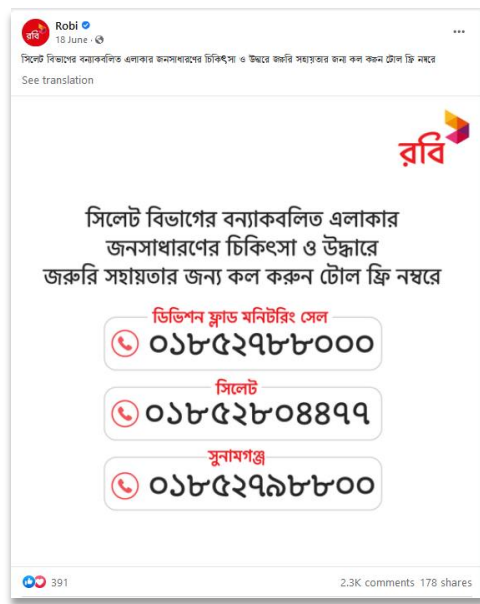 রবি
Robi
18 June
সিলেট বিভাগের বন্যাকবলিত এলাকার জনসাধারণের চিকিৎসা ও উদ্ধারে জরুরি সহায়তার জন্য কল করুন টোল ফ্রি নম্বরে
See translation
রবি
সিলেট বিভাগের বন্যাকবলিত এলাকার
জনসাধারণের চিকিৎসা ও উদ্ধারে
জরুরি সহায়তার জন্য কল করুন টোল ফ্রি নম্বরে
ডিভিশন ফ্লাড মনিটরিং সেল
০১৮৫২৭৮৮০০০
সিলেট
০১৮৫২৮০৪৪৭৭
সুনামগঞ্জ
০১৮৫২৭৯৮৮০০
391
2.3K comments 178 shares